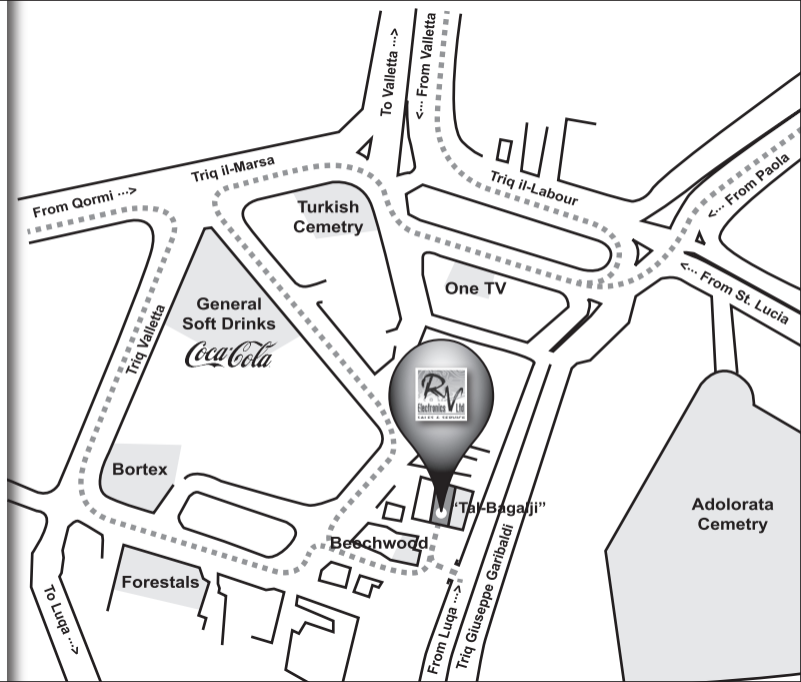 To Valletta --->
<--- From Valletta
From Qormi --->
Triq il-Marsa
Triq il-Labour
<--- From Paola
<--- From St. Lucia
Turkish
Cemetry
One TV
General
Soft Drinks
Coca-Cola
Triq Valletta
RV
Electronics Ltd
SALES & SERVICE
Bortex
"Tal-Bagalji"
Adolorata
Cemetry
Beechwood
Forestals
To Luqa --->
From Luqa --->
Triq Giuseppe Garibaldi